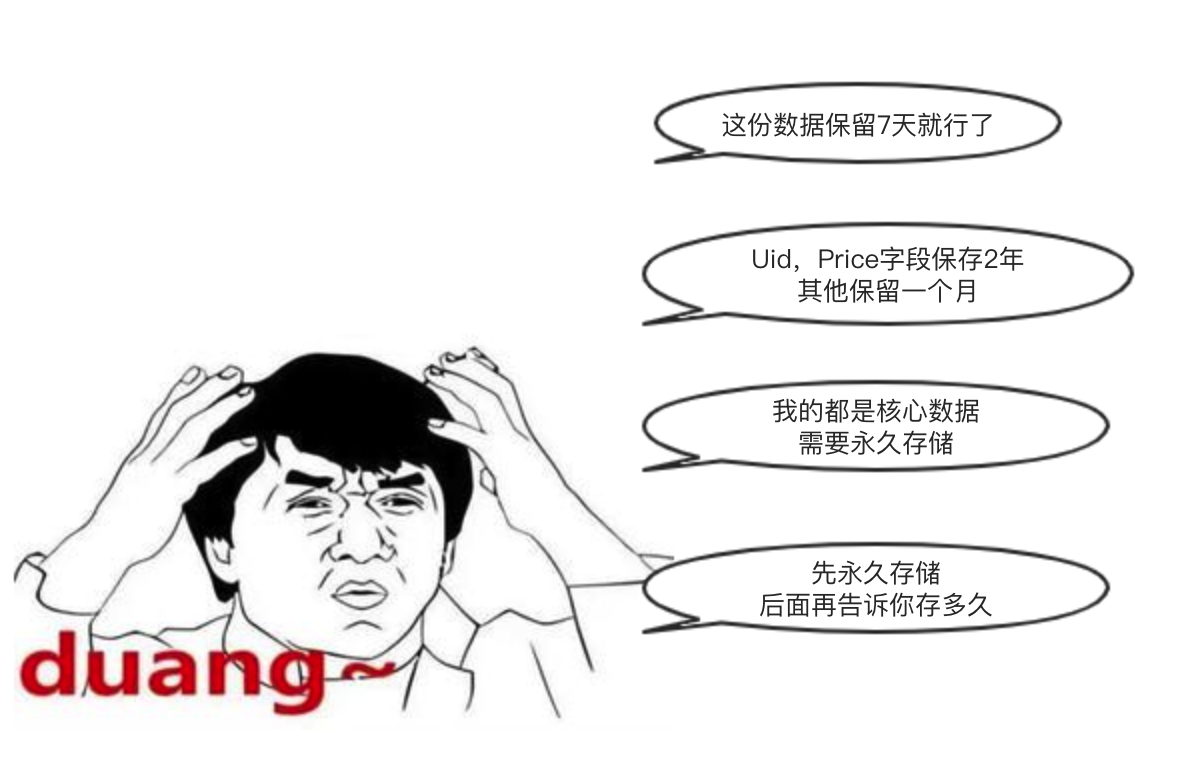 这份数据保留7天就行了
Uid，Price字段保存2年
其他保留一个月
我的都是核心数据
需要永久存储
先永久存储
后面再告诉你存多久
duang~